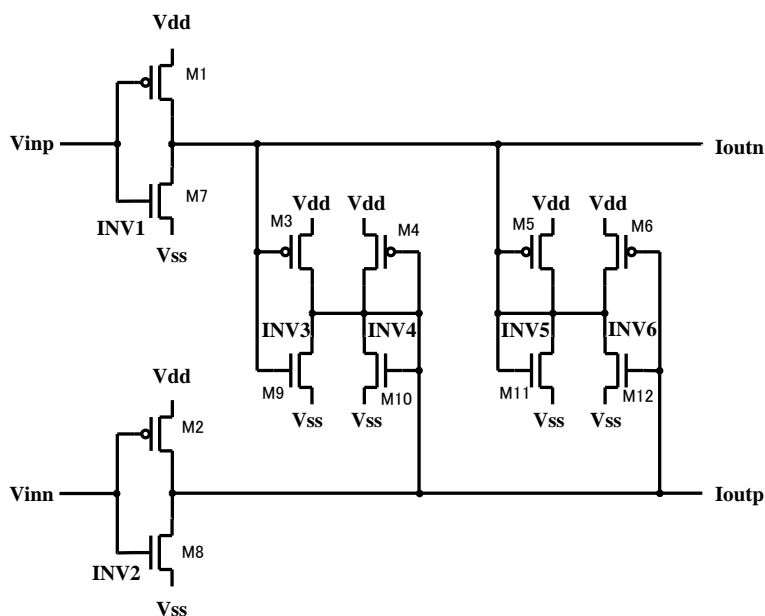 Vdd
M1
Vinp
Ioutn
M7
INV1
Vss
Vdd
Vdd
Vdd
Vdd
M3
M4
M5
M6
INV3
INV4
INV5
INV6
M9
M10
M11
M12
Vss
Vss
Vss
Vss
Vdd
M2
Vinn
Ioutp
M8
INV2
Vss